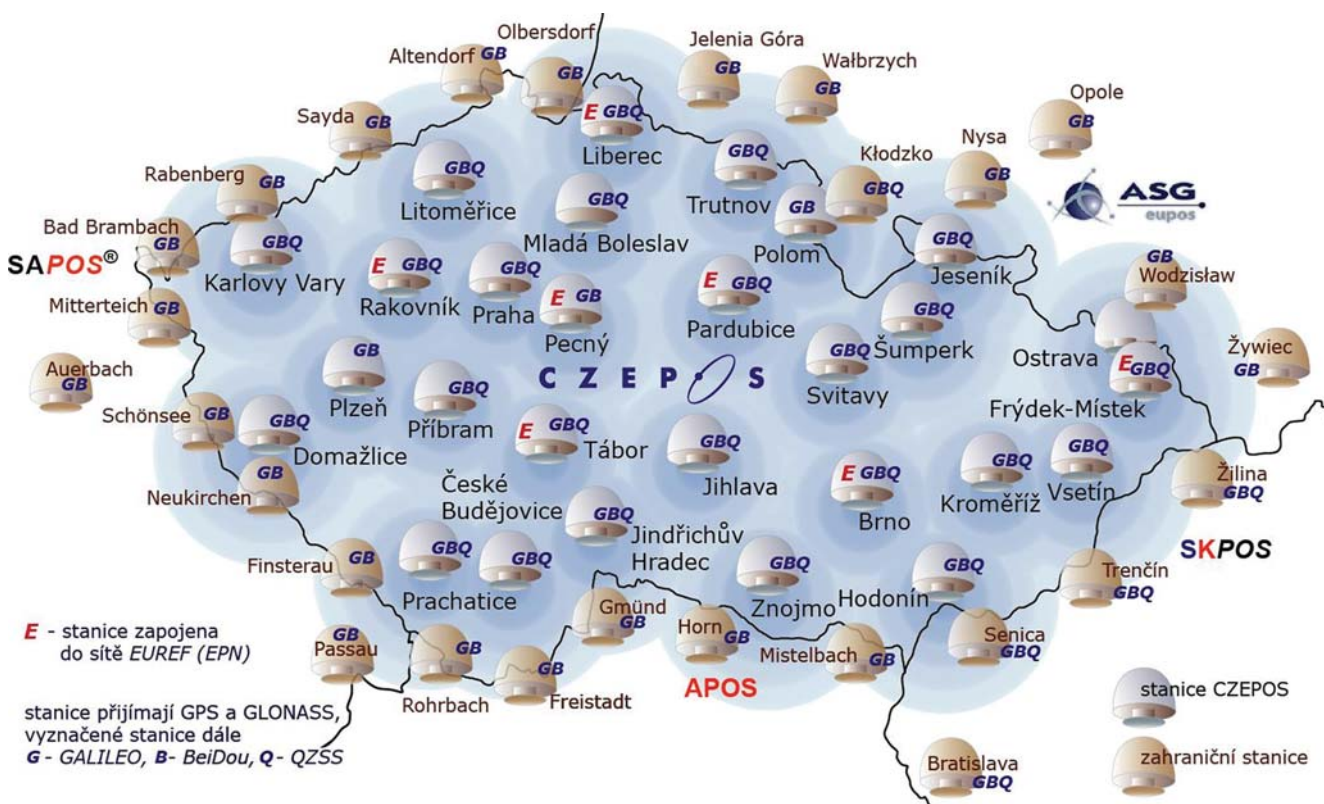 Olbersdorf
GB
Altendorf
GB
Jelenia Góra
GB
Wałbrzych
GB
Opole
GB
Sayda
GB
E GBQ
Liberec
Nysa
GB
Kłodzko
GBQ
Rabenberg
GB
GBQ
Litoměřice
GBQ
Mladá Boleslav
GBQ
Trutnov
GB
Polom
ASG
eupos
Bad Brambach
GB
SAPOS®
GBQ
Karlovy Vary
E GBQ
Rakovník
GBQ
Praha
E GB
Pecný
E GBQ
Pardubice
GBQ
Jeseník
GB
Wodzisław
Mitterteich
GB
GBQ
Šumperk
Ostrava
E GBQ
Frýdek-Místek
Żywiec
GB
Auerbach
GB
GB
Plzeň
GBQ
Příbram
CZEPOS
GBQ
Svitavy
Schönsee
GB
GBQ
Domažlice
E GBQ
Tábor
GBQ
Jihlava
E GBQ
Brno
GBQ
Kroměříž
GBQ
Vsetín
Žilina
GBQ
Neukirchen
GB
České
Budějovice
GBQ
GBQ
Jindřichův
Hradec
SKPOS
Finsterau
GB
GBQ
Prachatice
GBQ
Znojmo
GBQ
Hodonín
Trenčín
GBQ
Gmünd
GB
Horn
GB
Mistelbach
GB
Senica
GBQ
E - stanice zapojena
do sítě EUREF (EPN)
GB
Passau
GB
Rohrbach
GB
Freistadt
APOS
stanice CZEPOS
stanice přijímají GPS a GLONASS,
vyznačené stanice dále
G - GALILEO, B- BeiDou, Q - QZSS
Bratislava
GBQ
zahraniční stanice